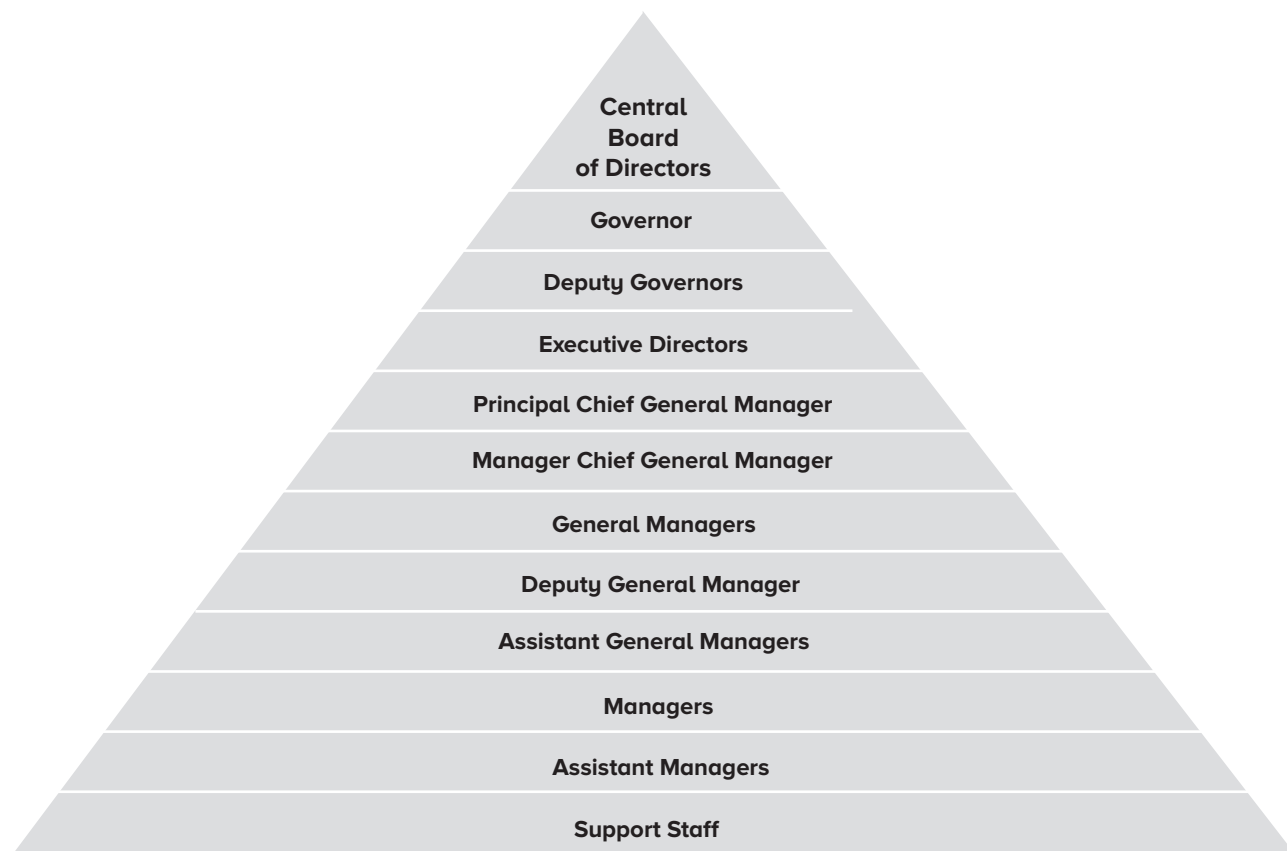 Central
Board
of Directors
Governor
Deputy Governors
Executive Directors
Principal Chief General Manager
Manager Chief General Manager
General Managers
Deputy General Manager
Assistant General Managers
Managers
Assistant Managers
Support Staff